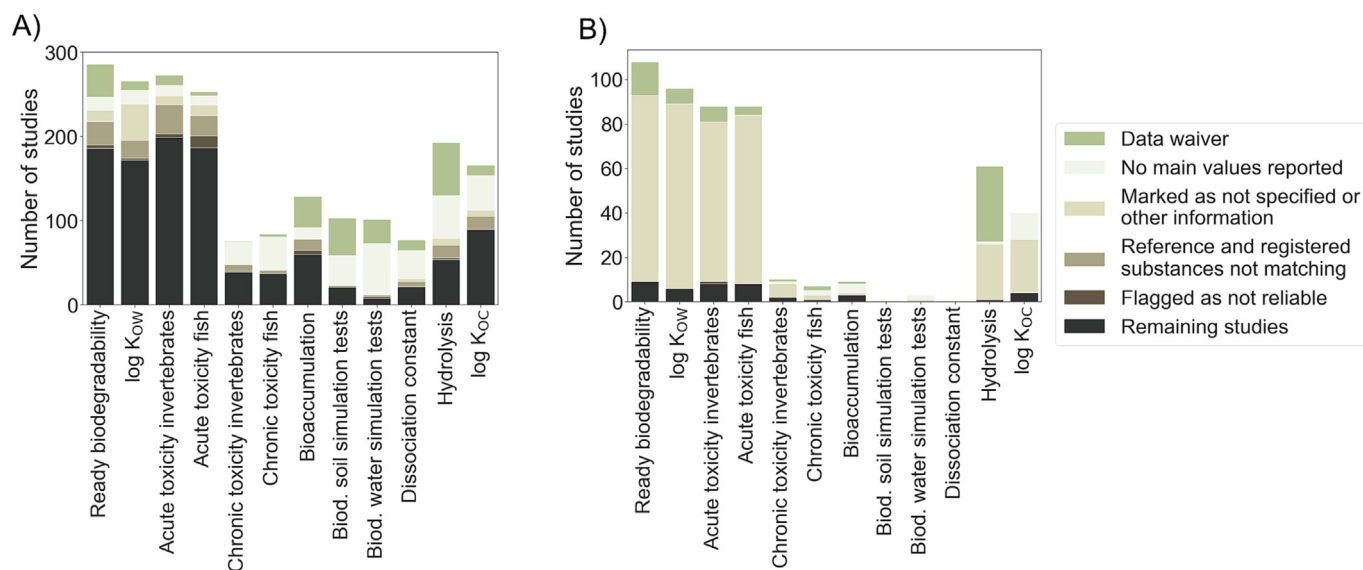 A)
Number of studies
300
200
100
0
Ready biodegradability
log KOW
Acute toxicity invertebrates
Acute toxicity fish
Chronic toxicity invertebrates
Chronic toxicity fish
Bioaccumulation
Biod. soil simulation tests
Biod. water simulation tests
Dissociation constant
Hydrolysis
log KOC
B)
Number of studies
100
80
60
40
20
0
Ready biodegradability
log KOW
Acute toxicity invertebrates
Acute toxicity fish
Chronic toxicity invertebrates
Chronic toxicity fish
Bioaccumulation
Biod. soil simulation tests
Biod. water simulation tests
Dissociation constant
Hydrolysis
log KOC
Data waiver
No main values reported
Marked as not specified or
other information
Reference and registered
substances not matching
Flagged as not reliable
Remaining studies